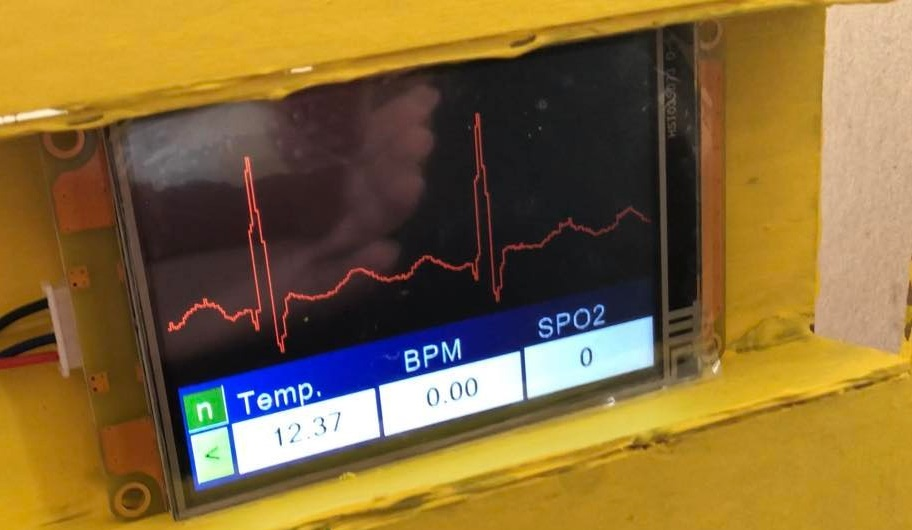 Temp. BPM SPO2
n
< 12.37 0.00 0